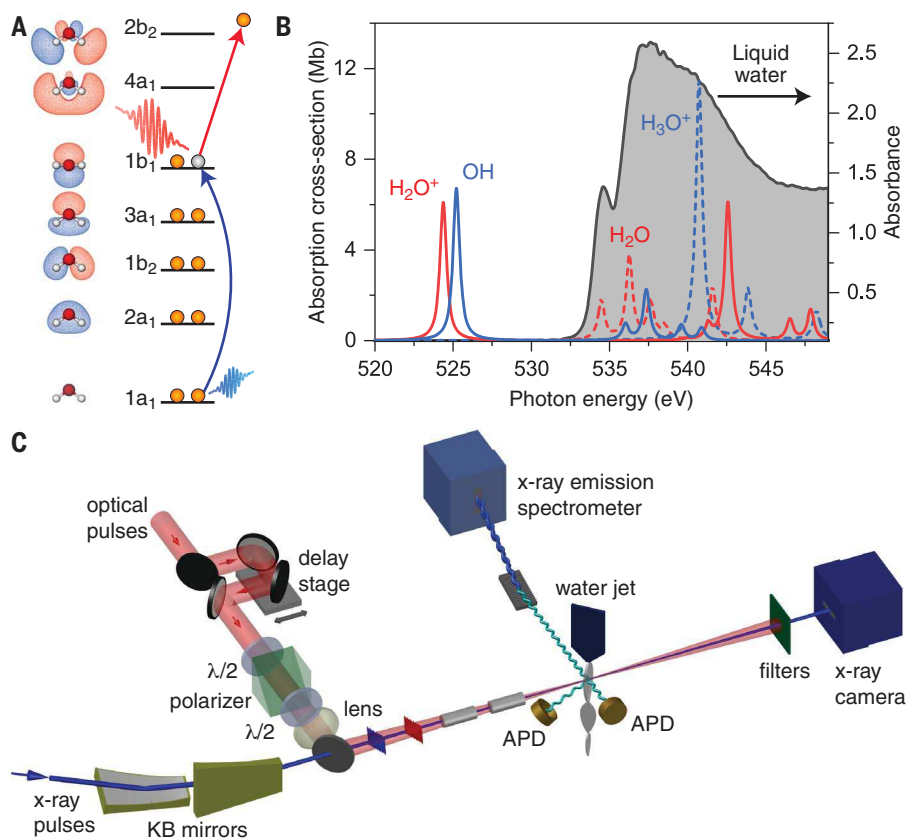 A
2b₂
4a₁
1b₁
3a₁
1b₂
2a₁
1a₁
B
Absorption cross-section (Mb)
12
8
4
0
H₂O⁺
OH
H₂O
H₃O⁺
Liquid
water
2.5
2.0
1.5
1.0
0.5
Absorbance
520
525
530
535
540
545
Photon energy (eV)
C
optical
pulses
delay
stage
λ/2
polarizer
λ/2
lens
x-ray
pulses
KB mirrors
x-ray emission
spectrometer
water jet
APD
APD
filters
x-ray
camera